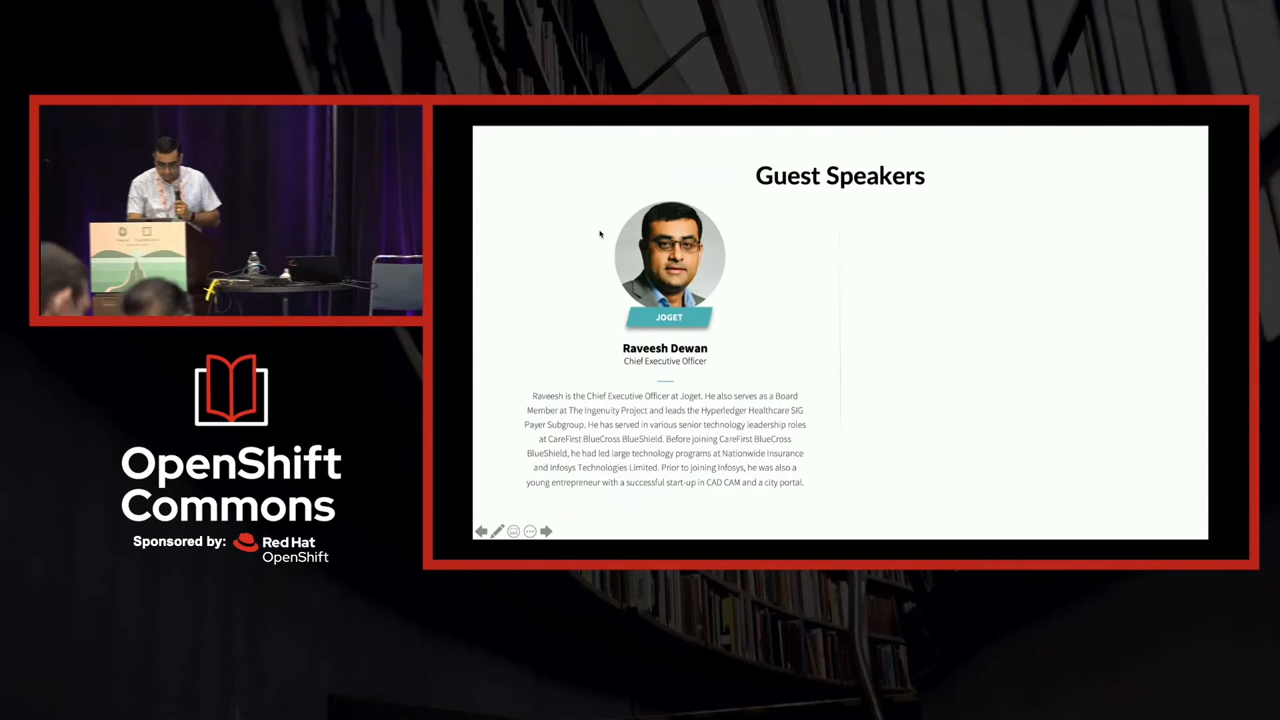 Guest Speakers
JOGET
Raveesh Dewan
Chief Executive Officer
Raveesh is the Chief Executive Officer at Joget. He also serves as a Board
Member at The Ingenuity Project and leads the Hyperledger Healthcare SIG
Payer Subgroup. He has served in various senior technology leadership roles
at CareFirst BlueCross BlueShield. Before joining CareFirst BlueCross
BlueShield, he had led large technology programs at Nationwide Insurance
and Infosys Technologies Limited. Prior to joining Infosys, he was also a
young entrepreneur with a successful start-up in CAD CAM and a city portal.
OpenShift
Commons
Sponsored by:
Red Hat
OpenShift